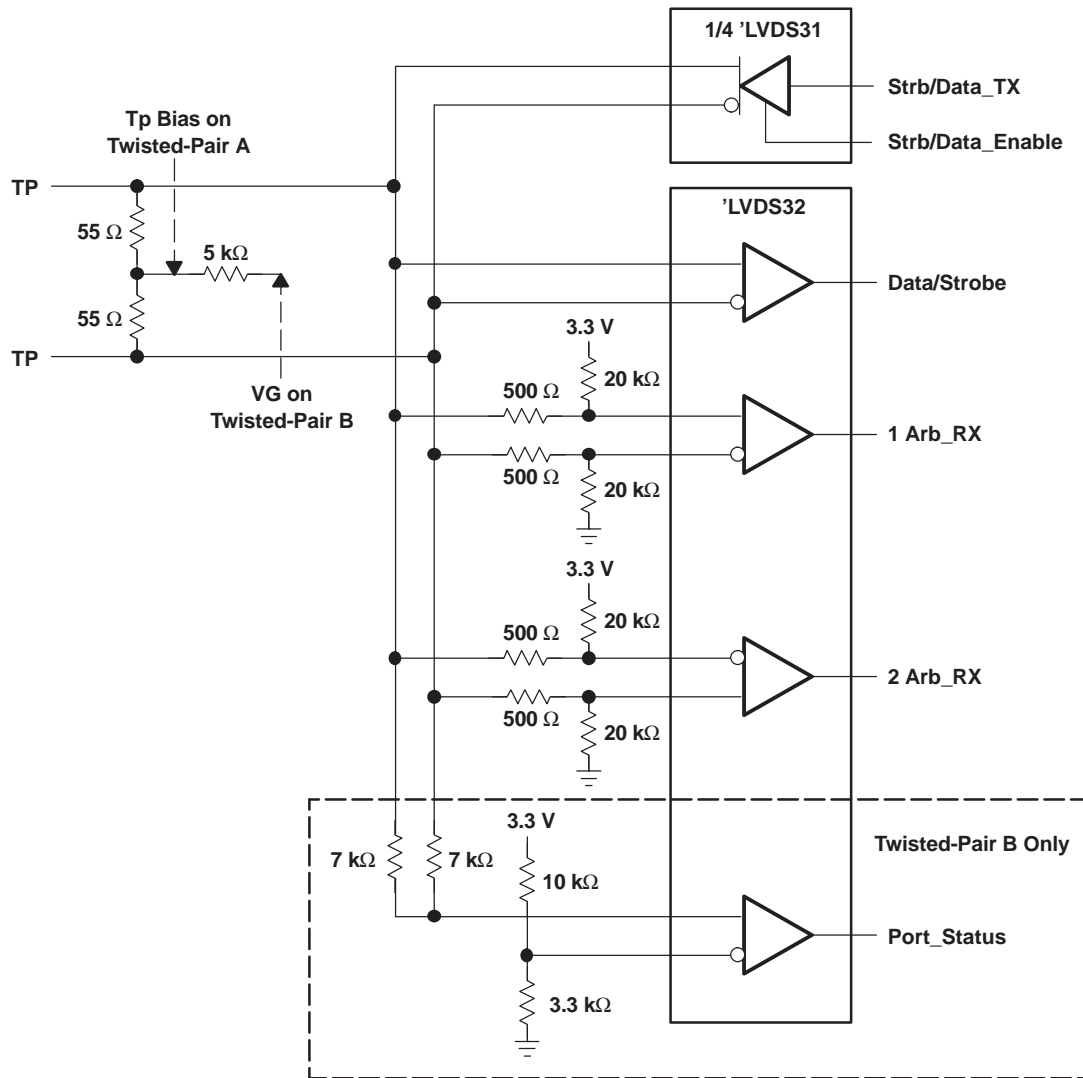 1/4 ’LVDS31
Strb/Data_TX
Strb/Data_Enable
Tp Bias on
Twisted-Pair A
TP
55 Ω
5 kΩ
55 Ω
TP
VG on
Twisted-Pair B
’LVDS32
Data/Strobe
3.3 V
20 kΩ
500 Ω
1 Arb_RX
500 Ω
20 kΩ
3.3 V
20 kΩ
500 Ω
2 Arb_RX
500 Ω
20 kΩ
3.3 V
Twisted-Pair B Only
7 kΩ
7 kΩ
10 kΩ
Port_Status
3.3 kΩ